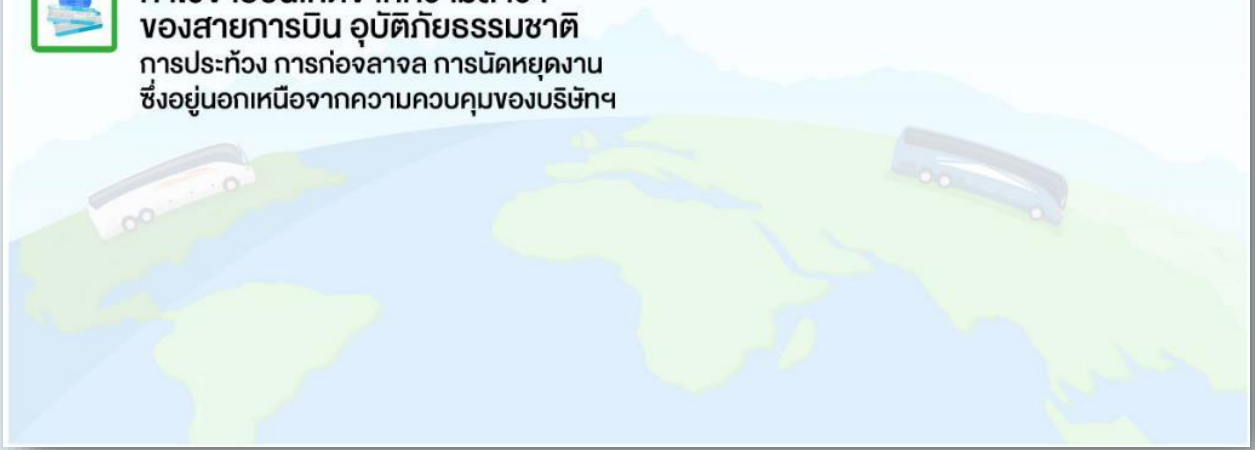 ของสายการบิน อุบัติภัยธรรมชาติ
การประท้วง การก่อจลาจล การนัดหยุดงาน
ซึ่งอยู่นอกเหนือจากความควบคุมของบริษัทฯ